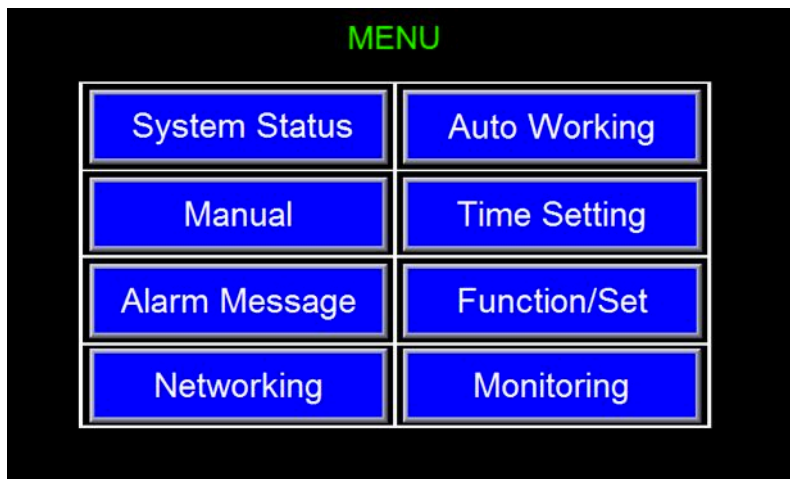 MENU
System Status
Auto Working
Manual
Time Setting
Alarm Message
Function/Set
Networking
Monitoring